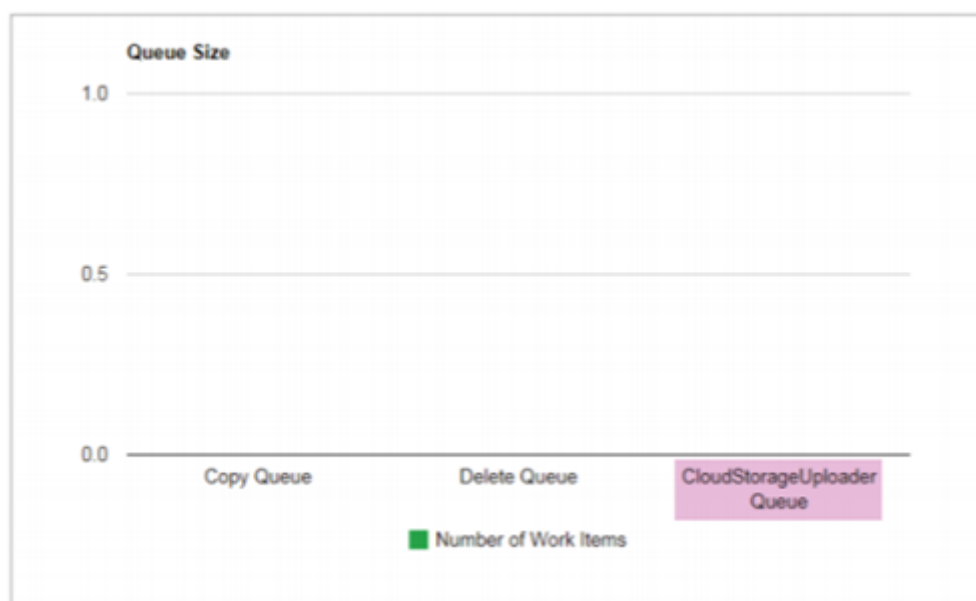 Queue Size
1.0
0.5
0.0
Copy Queue
Delete Queue
CloudStorageUploader
Queue
Number of Work Items